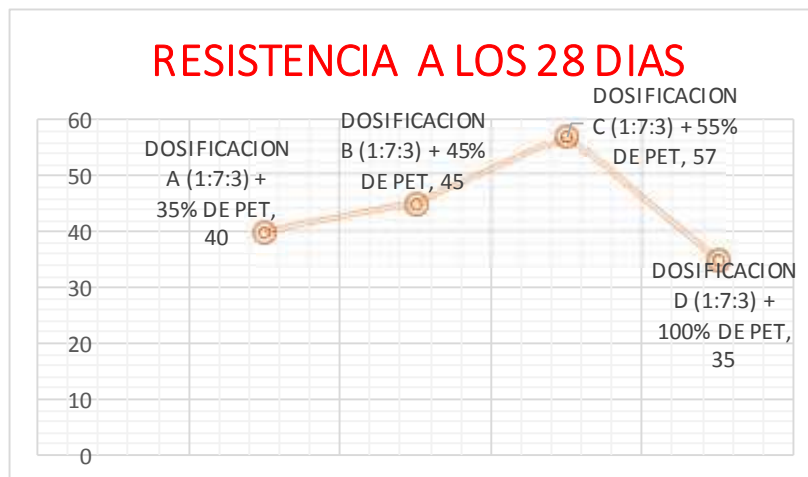 RESISTENCIA A LOS 28 DIAS
60
50
40
30
20
10
0
DOSIFICACION
A (1:7:3) +
35% DE PET,
40
DOSIFICACION
B (1:7:3) + 45%
DE PET, 45
DOSIFICACION
C (1:7:3) + 55%
DE PET, 57
DOSIFICACION
D (1:7:3) +
100% DE PET,
35